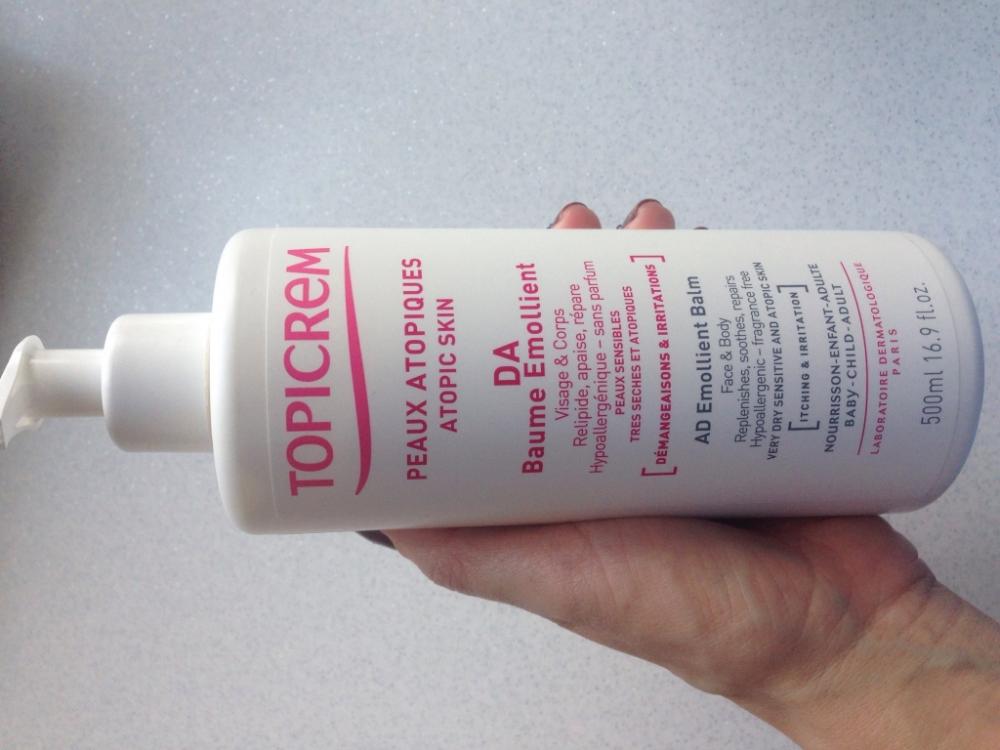 TOPICREM
PEAUX ATOPIQUES
ATOPIC SKIN
DA
Baume Emollient
Visage & Corps
Relipide, apaise, répare
Hypoallergénique – sans parfum
PEAUX SENSIBLES
TRES SECHES ET ATOPIQUES
[DÉMANGEAISONS & IRRITATIONS]
AD Emollient Balm
Face & Body
Replenishes, soothes, repairs
Hypoallergenic – fragrance free
VERY DRY SENSITIVE AND ATOPIC SKIN
[ITCHING & IRRITATION]
NOURRISSON-ENFANT-ADULTE
BABY-CHILD-ADULT
LABORATOIRE DERMATOLOGIQUE
PARIS
500ml 16.9 fl.oz.